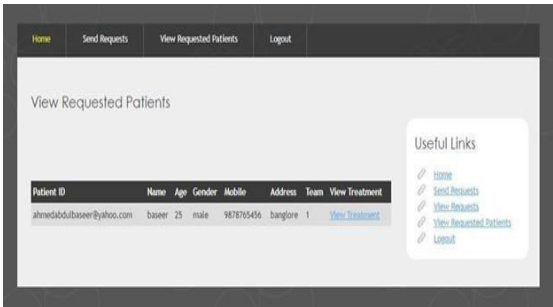 Home Send Requests View Requested Patients Logout
View Requested Patients
Patient ID Name Age Gender Mobile Address Team View Treatment
ahmedabdulbaseer@yahoo.com baseer 25 male 9878765456 banglore 1 View Treatment
Useful Links
Home
Send Requests
View Requests
View Requested Patients
Logout